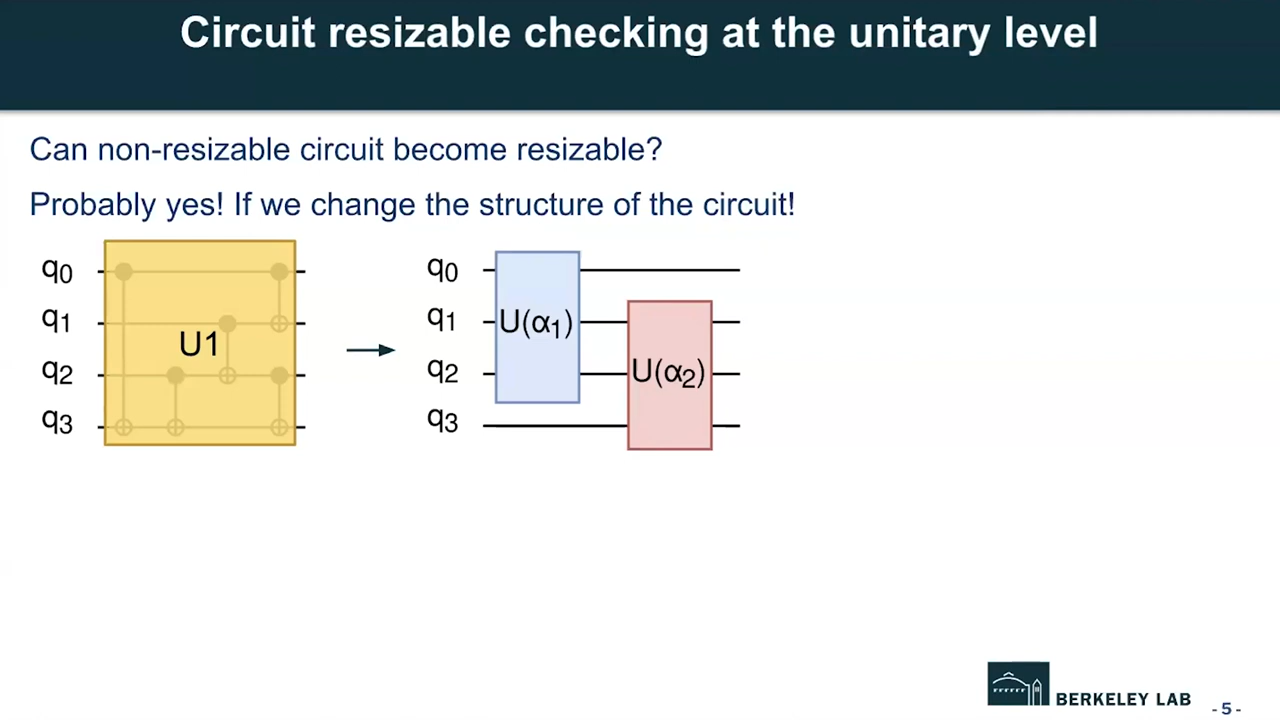 Circuit resizable checking at the unitary level
Can non-resizable circuit become resizable?
Probably yes! If we change the structure of the circuit!
q0
q1
q2
q3
U1
q0
q1
q2
q3
U(α1)
U(α2)
BERKELEY LAB
- 5 -